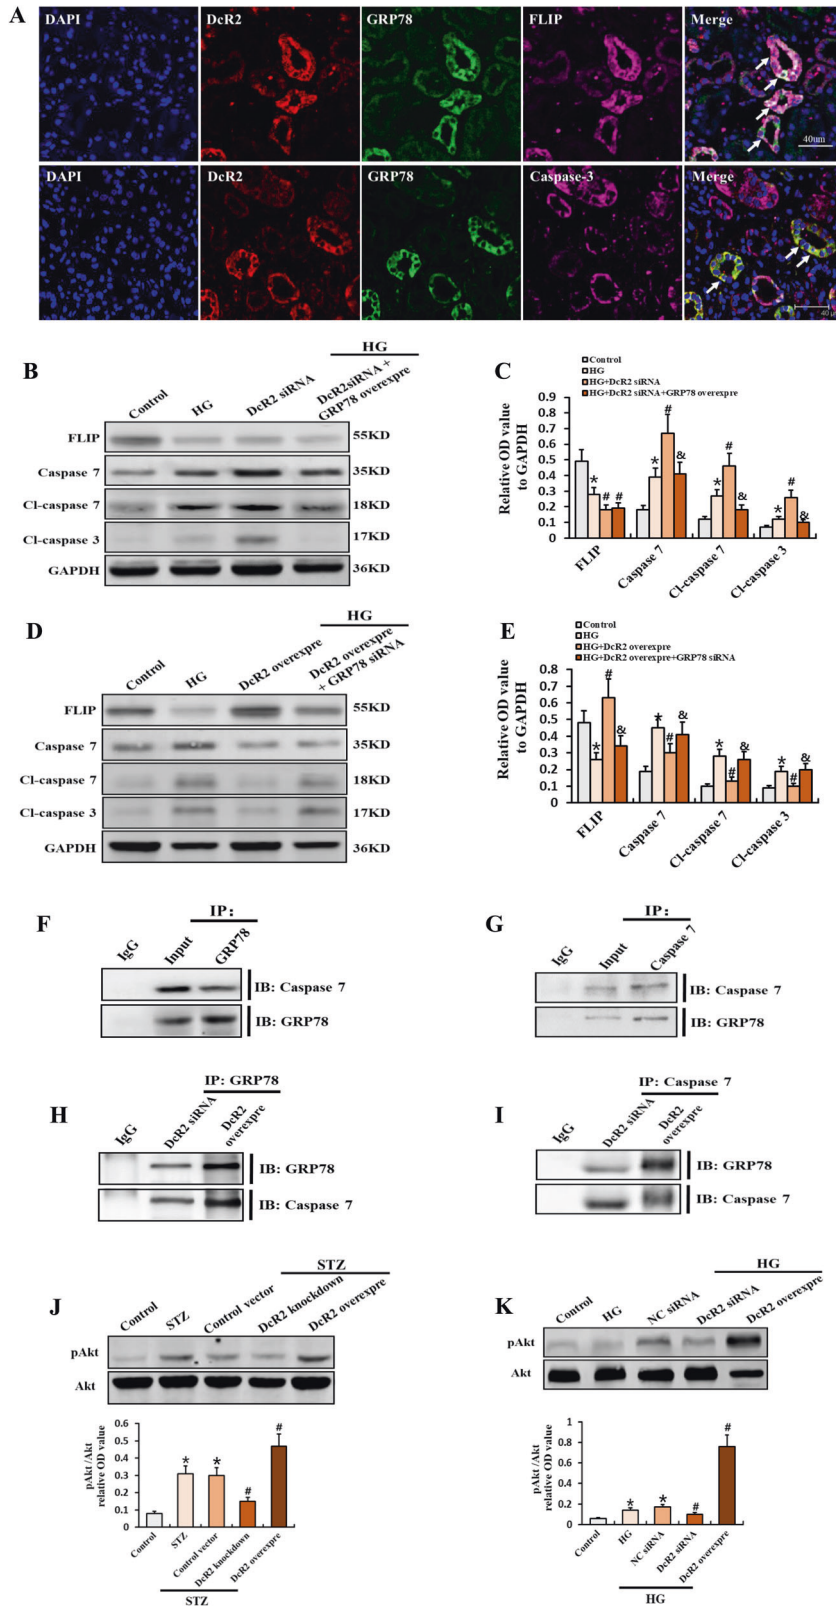 A
DAPI
DcR2
GRP78
FLIP
Merge
40um
DAPI
DcR2
GRP78
Caspase-3
Merge
B
HG
Control
HG
DcR2 siRNA
DcR2siRNA +
GRP78 overexpre
FLIP
55KD
Caspase 7
35KD
Cl-caspase 7
18KD
Cl-caspase 3
17KD
GAPDH
36KD
C
Control
HG
HG+DcR2 siRNA
HG+DcR2 siRNA+GRP78 overexpre
Relative OD value
to GAPDH
0.9
0.8
0.7
0.6
0.5
0.4
0.3
0.2
0.1
0
* # #
* # &
* # &
* # &
FLIP
Caspase 7
Cl-caspase 7
Cl-caspase 3
D
HG
Control
HG
DcR2 overexpre
DcR2 overexpre
+ GRP78 siRNA
FLIP
55KD
Caspase 7
35KD
Cl-caspase 7
18KD
Cl-caspase 3
17KD
GAPDH
36KD
E
Control
HG
HG+DcR2 overexpre
HG+DcR2 overexpre+GRP78 siRNA
Relative OD value
to GAPDH
0.8
0.7
0.6
0.5
0.4
0.3
0.2
0.1
0
* # &
* # &
* # &
* # &
FLIP
Caspase 7
Cl-caspase 7
Cl-caspase 3
F
IP:
IgG
Input
GRP78
IB: Caspase 7
IB: GRP78
G
IP:
IgG
Input
Caspase 7
IB: Caspase 7
IB: GRP78
H
IP: GRP78
IgG
DcR2 siRNA
DcR2
overexpre
IB: GRP78
IB: Caspase 7
I
IP: Caspase 7
IgG
DcR2 siRNA
DcR2
overexpre
IB: GRP78
IB: Caspase 7
J
STZ
Control
STZ
Control vector
DcR2 knockdown
DcR2 overexpre
pAkt
Akt
pAkt /Akt
relative OD value
0.6
0.5
0.4
0.3
0.2
0.1
0
* * # #
Control
STZ
Control vector
DcR2 knockdown
DcR2 overexpre
STZ
K
HG
Control
HG
NC siRNA
DcR2 siRNA
DcR2 overexpre
pAkt
Akt
pAkt /Akt
relative OD value
1
0.8
0.6
0.4
0.2
0
* * # #
Control
HG
NC siRNA
DcR2 siRNA
DcR2 overexpre
HG